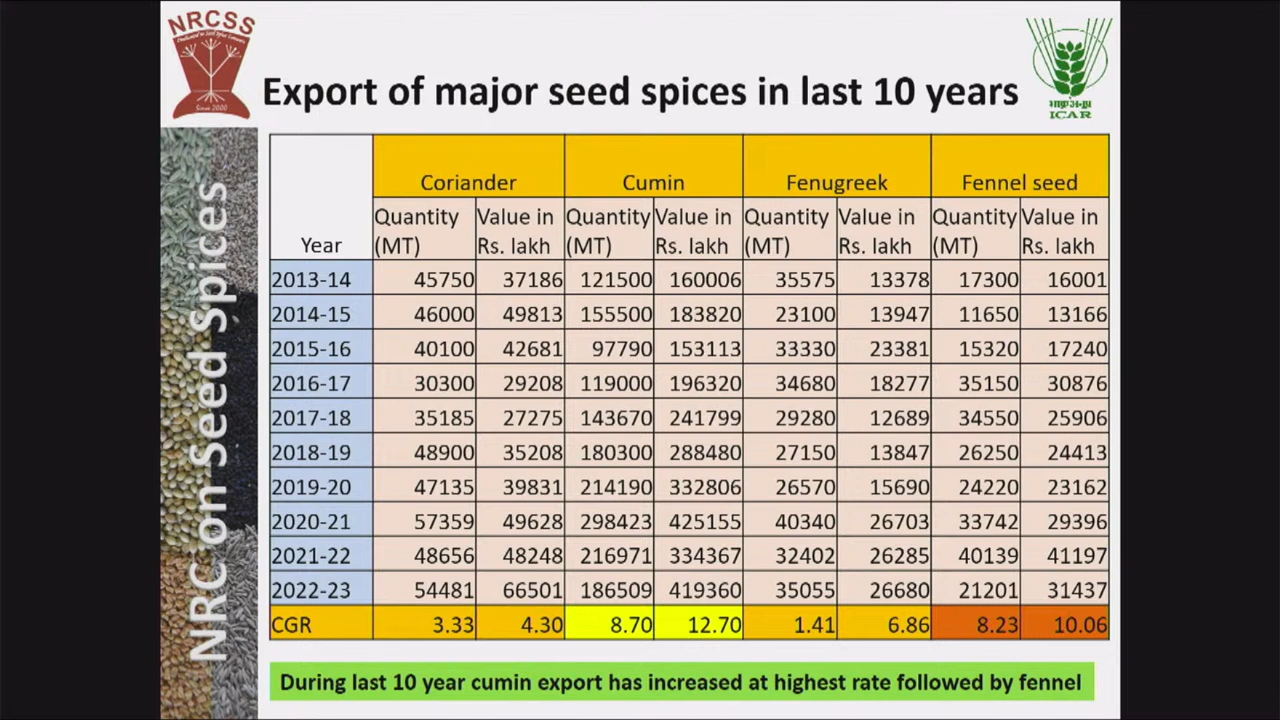 NRCSS
Since 2000
Export of major seed spices in last 10 years
ICAR
NRC on Seed Spices
Year Coriander Cumin Fenugreek Fennel seed
Quantity (MT) Value in Rs. lakh Quantity (MT) Value in Rs. lakh Quantity (MT) Value in Rs. lakh Quantity (MT) Value in Rs. lakh
2013-14 45750 37186 121500 160006 35575 13378 17300 16001
2014-15 46000 49813 155500 183820 23100 13947 11650 13166
2015-16 40100 42681 97790 153113 33330 23381 15320 17240
2016-17 30300 29208 119000 196320 34680 18277 35150 30876
2017-18 35185 27275 143670 241799 29280 12689 34550 25906
2018-19 48900 35208 180300 288480 27150 13847 26250 24413
2019-20 47135 39831 214190 332806 26570 15690 24220 23162
2020-21 57359 49628 298423 425155 40340 26703 33742 29396
2021-22 48656 48248 216971 334367 32402 26285 40139 41197
2022-23 54481 66501 186509 419360 35055 26680 21201 31437
CGR 3.33 4.30 8.70 12.70 1.41 6.86 8.23 10.06
During last 10 year cumin export has increased at highest rate followed by fennel